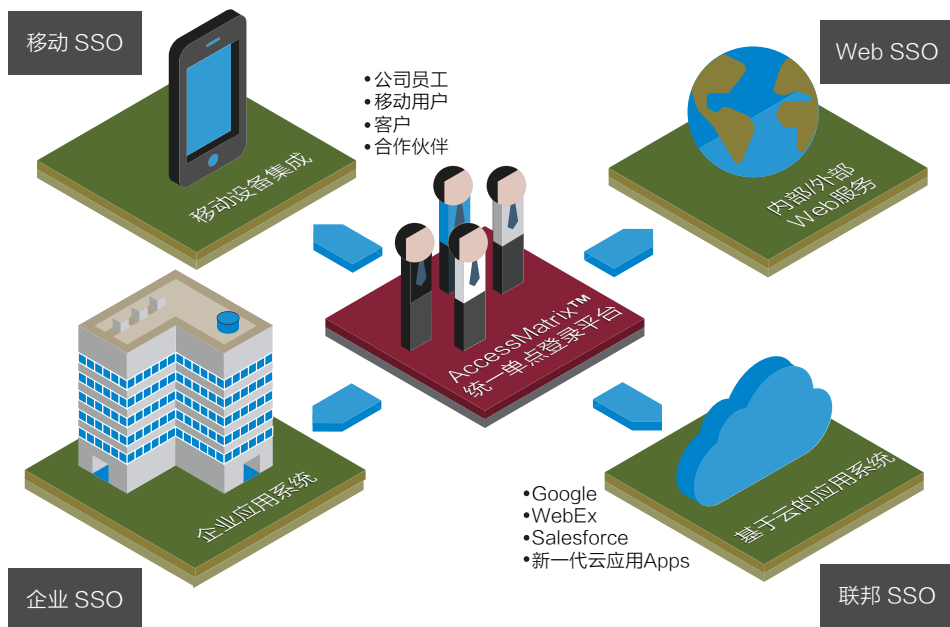 移动 SSO
Web SSO
•公司员工
•移动用户
•客户
•合作伙伴
移动设备集成
内部/外部
Web服务
AccessMatrix™
统一单点登录平台
企业应用系统
基于云的应用系统
•Google
•WebEx
•Salesforce
•新一代云应用Apps
企业 SSO
联邦 SSO